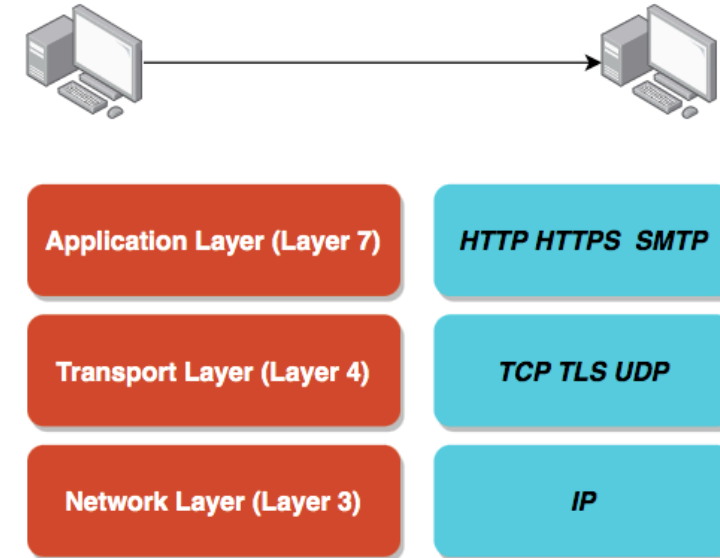 Application Layer (Layer 7)
HTTP HTTPS SMTP
Transport Layer (Layer 4)
TCP TLS UDP
Network Layer (Layer 3)
IP